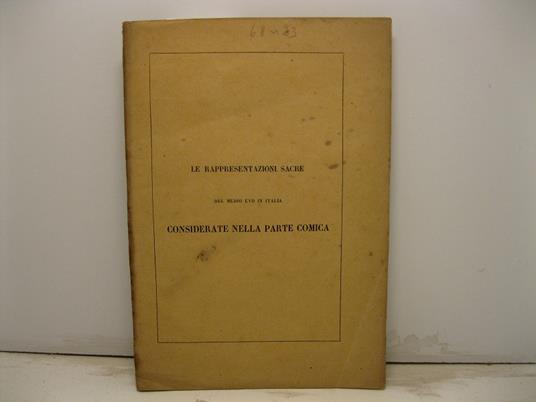 LE RAPPRESENTAZIONI SACRE
DEL MEDIO EVO IN ITALIA
CONSIDERATE NELLA PARTE COMICA